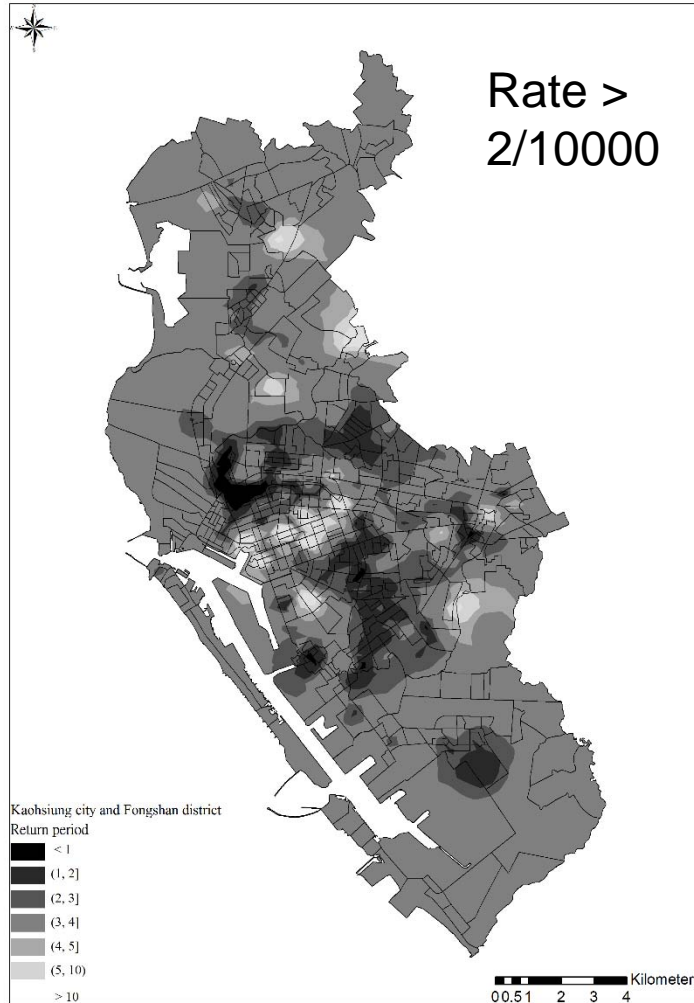 Rate >
2/10000
Kaohsiung city and Fongshan district
Return period
< 1
(1, 2]
(2, 3]
(3, 4]
(4, 5]
(5, 10)
> 10
Kilometer
0 0.5 1 2 3 4